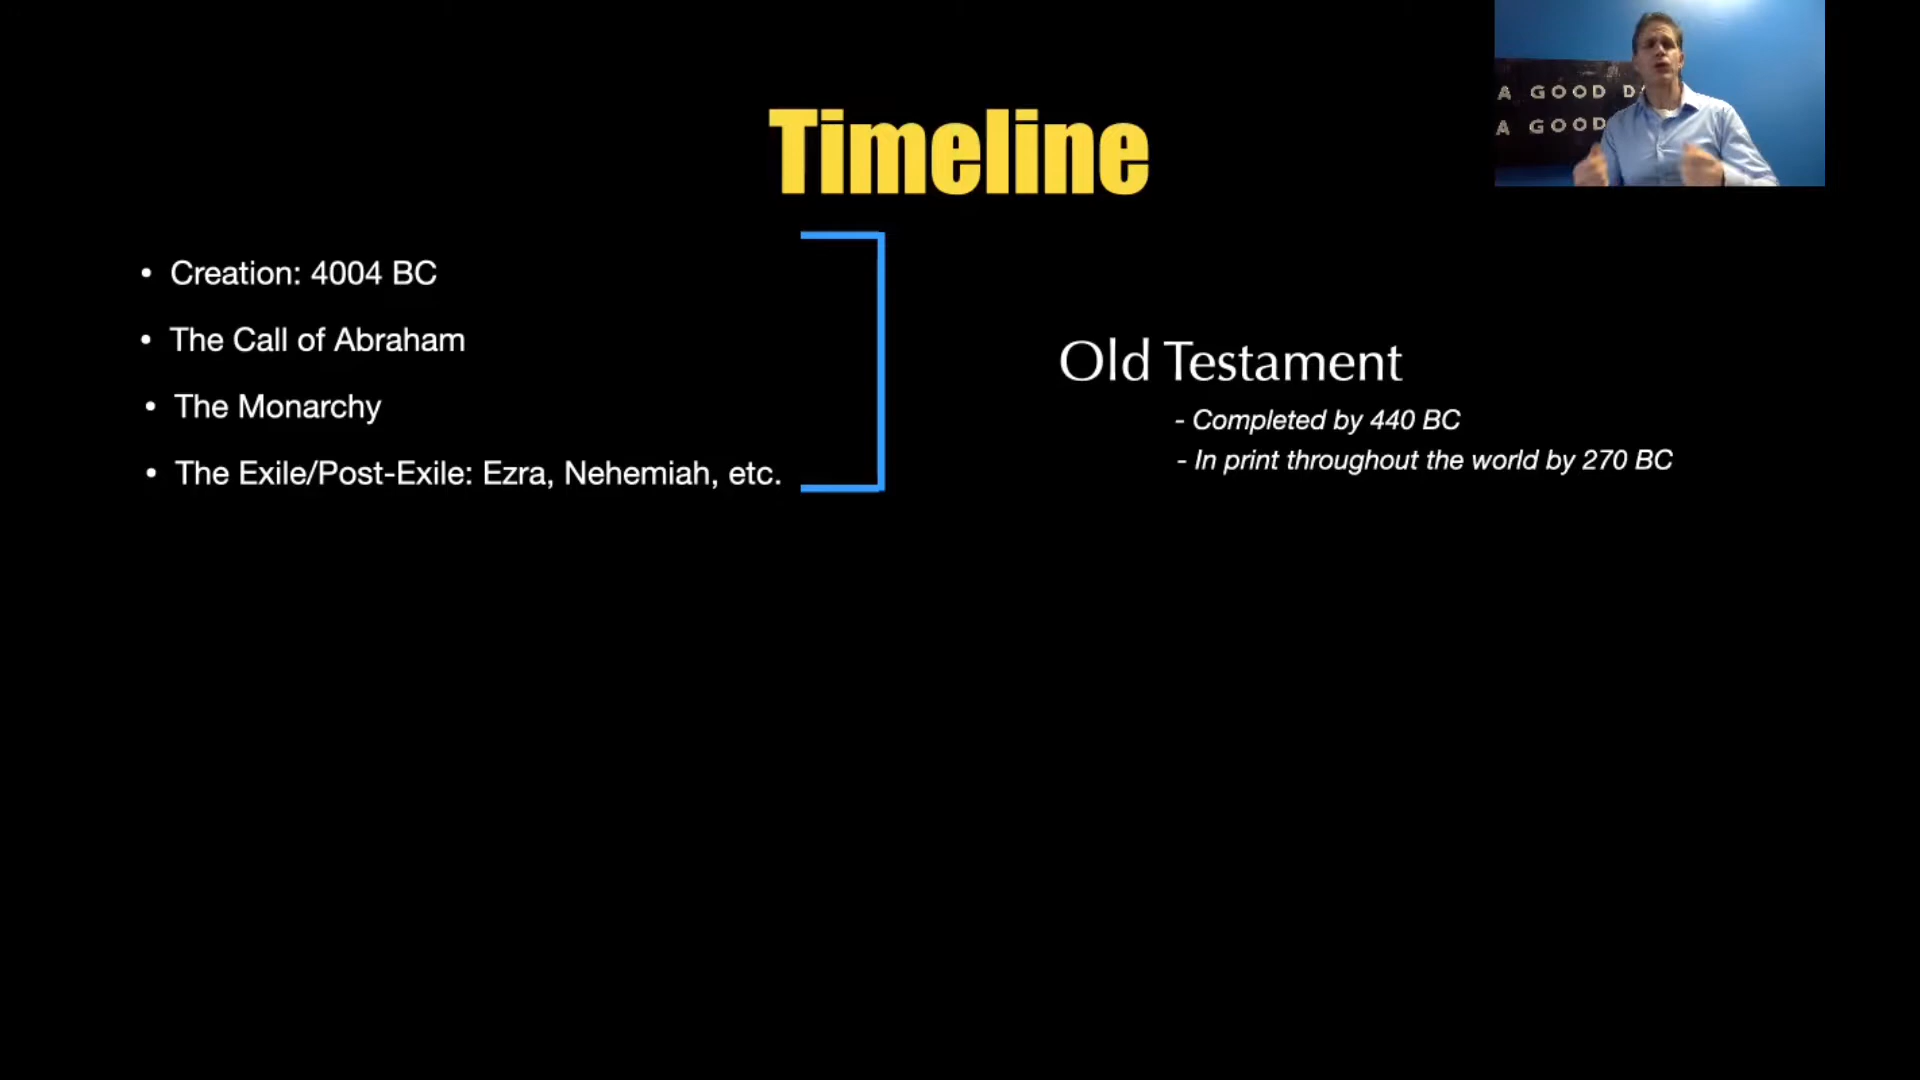 Timeline
A GOOD
A GOOD
• Creation: 4004 BC
• The Call of Abraham
• The Monarchy
• The Exile/Post-Exile: Ezra, Nehemiah, etc.
Old Testament
- Completed by 440 BC
- In print throughout the world by 270 BC